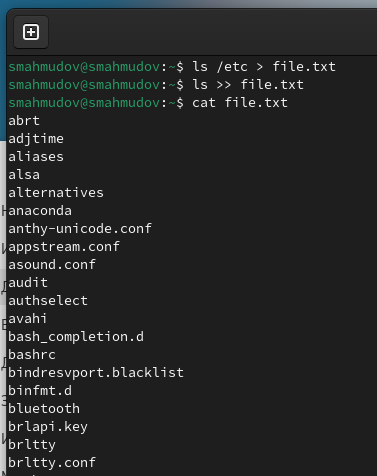 smahmudov@smahmudov:~$ ls /etc > file.txt
smahmudov@smahmudov:~$ ls >> file.txt
smahmudov@smahmudov:~$ cat file.txt
abrt
adjtime
aliases
alsa
alternatives
anaconda
anthy-unicode.conf
appstream.conf
asound.conf
audit
authselect
avahi
bash_completion.d
bashrc
bindresvport.blacklist
binfmt.d
bluetooth
brlapi.key
brltty
brltty.conf